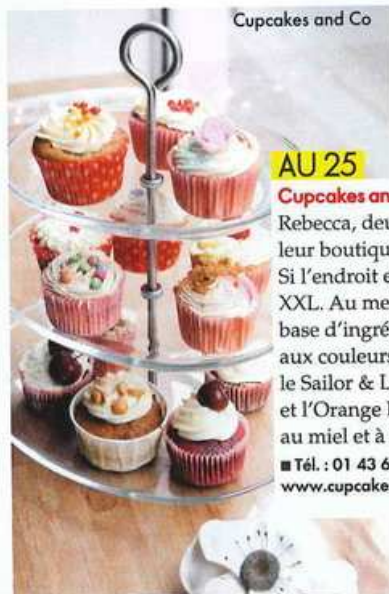 Cupcakes and Co
AU 25
Cupcakes an
Rebecca, deu
leur boutiqu
Si l'endroit e
XXL. Au me
base d'ingré
aux couleurs
le Sailor & L
et l'Orange
au miel et à
■ Tél. : 01 43 6
www.cupcake